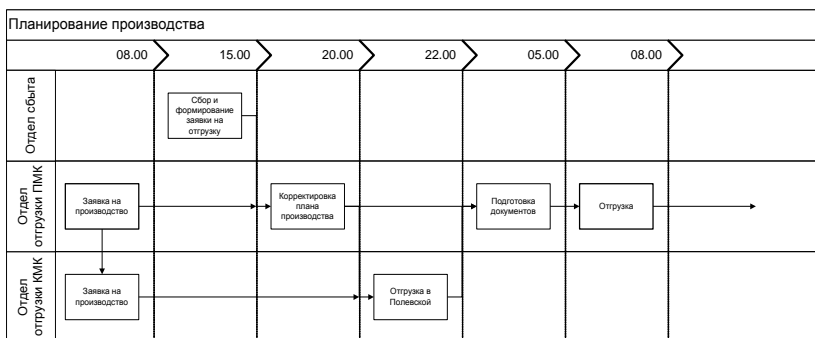 Планирование производства
08.00
15.00
20.00
22.00
05.00
08.00
Отдел сбыта
Сбор и
формирование
заявки на
отгрузку
Отдел
отгрузки ПМК
Заявка на
производство
Корректировка
плана
производства
Подготовка
документов
Отгрузка
Отдел
отгрузки КМК
Заявка на
производство
Отгрузка в
Полевской